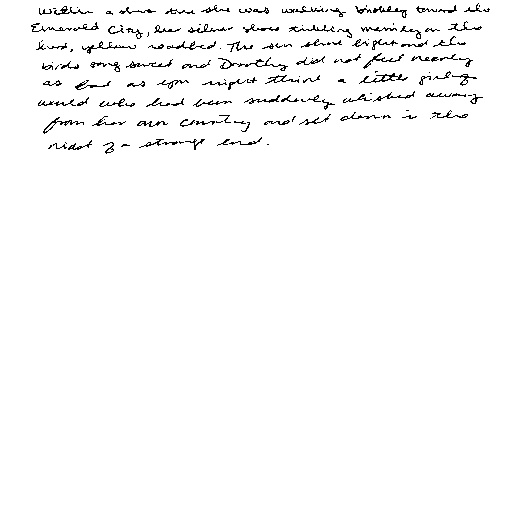 Within a short time she was walking briskly toward the
Emerald City, her silver shoes tinkling merrily on the
hard, yellow roadbed. The sun shone bright and the
birds song sweet and Dorothy did not feel nearly
as bad as you might think a little girl
would who had been suddenly whisked away
from her own country and set down in the
midst of a strange land.